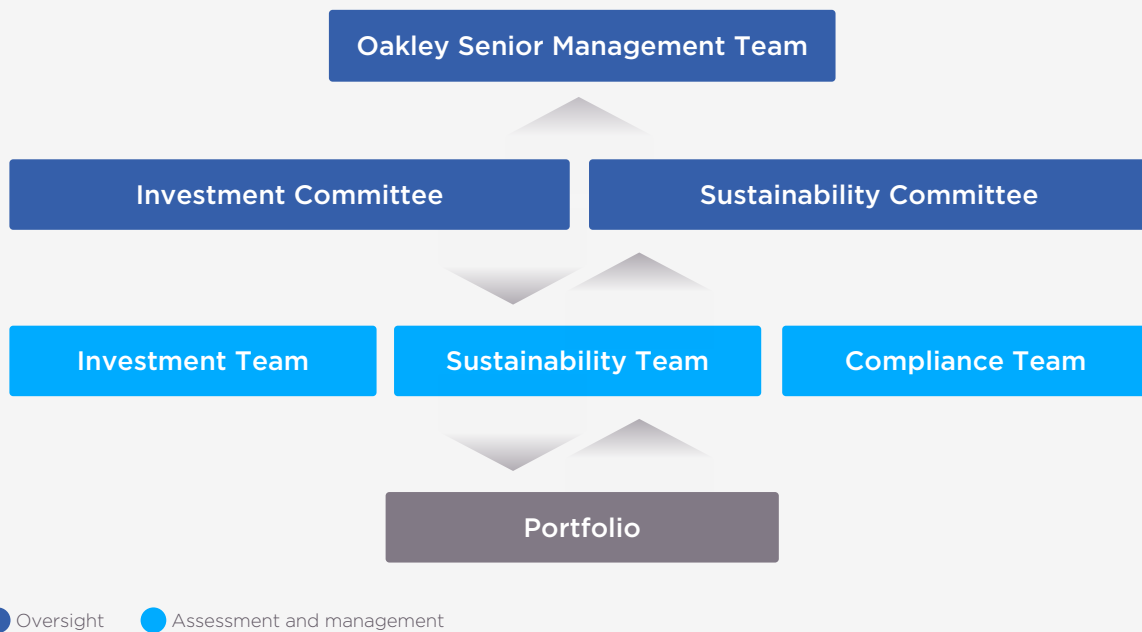 Oakley Senior Management Team
Investment Committee
Sustainability Committee
Investment Team
Sustainability Team
Compliance Team
Portfolio
Oversight
Assessment and management